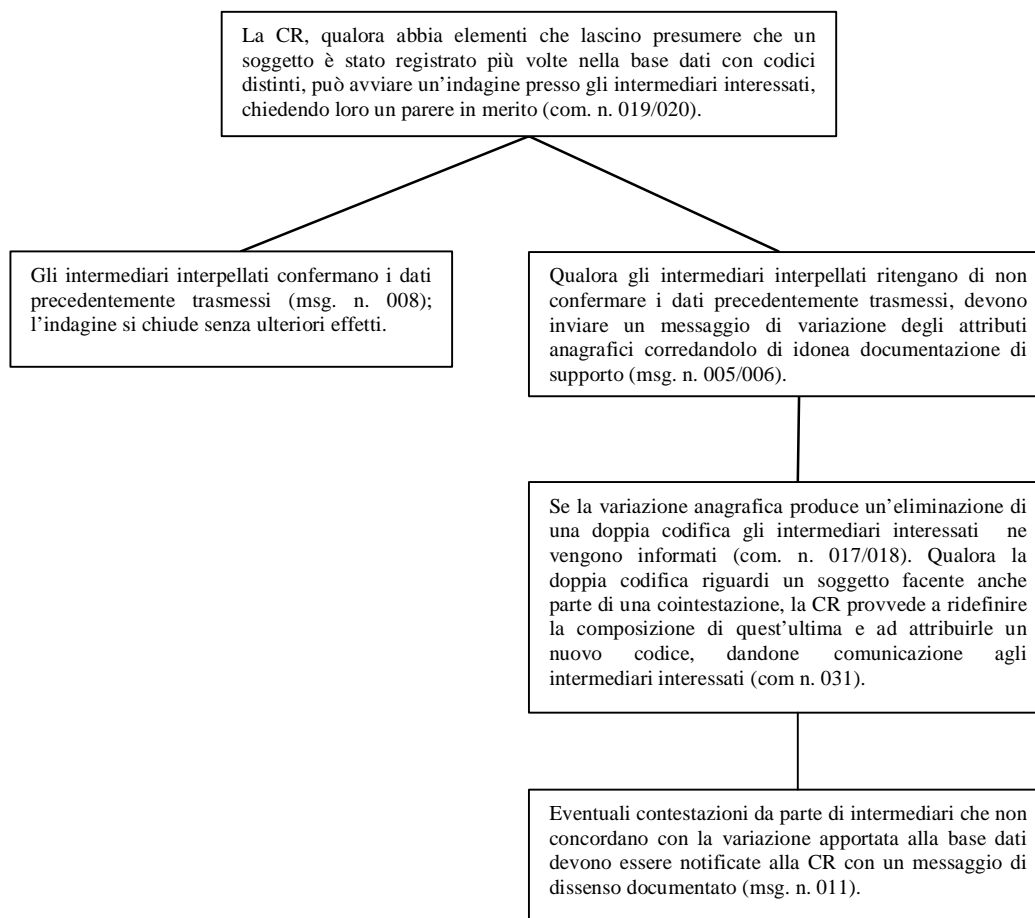 La CR, qualora abbia elementi che lascino presumere che un
soggetto è stato registrato più volte nella base dati con codici
distinti, può avviare un’indagine presso gli intermediari interessati,
chiedendo loro un parere in merito (com. n. 019/020).
Gli intermediari interpellati confermano i dati
precedentemente trasmessi (msg. n. 008);
l’indagine si chiude senza ulteriori effetti.
Qualora gli intermediari interpellati ritengano di non
confermare i dati precedentemente trasmessi, devono
inviare un messaggio di variazione degli attributi
anagrafici corredandolo di idonea documentazione di
supporto (msg. n. 005/006).
Se la variazione anagrafica produce un’eliminazione di
una doppia codifica gli intermediari interessati ne
vengono informati (com. n. 017/018). Qualora la
doppia codifica riguardi un soggetto facente anche
parte di una cointestazione, la CR provvede a ridefinire
la composizione di quest’ultima e ad attribuirle un
nuovo codice, dandone comunicazione agli
intermediari interessati (com n. 031).
Eventuali contestazioni da parte di intermediari che non
concordano con la variazione apportata alla base dati
devono essere notificate alla CR con un messaggio di
dissenso documentato (msg. n. 011).